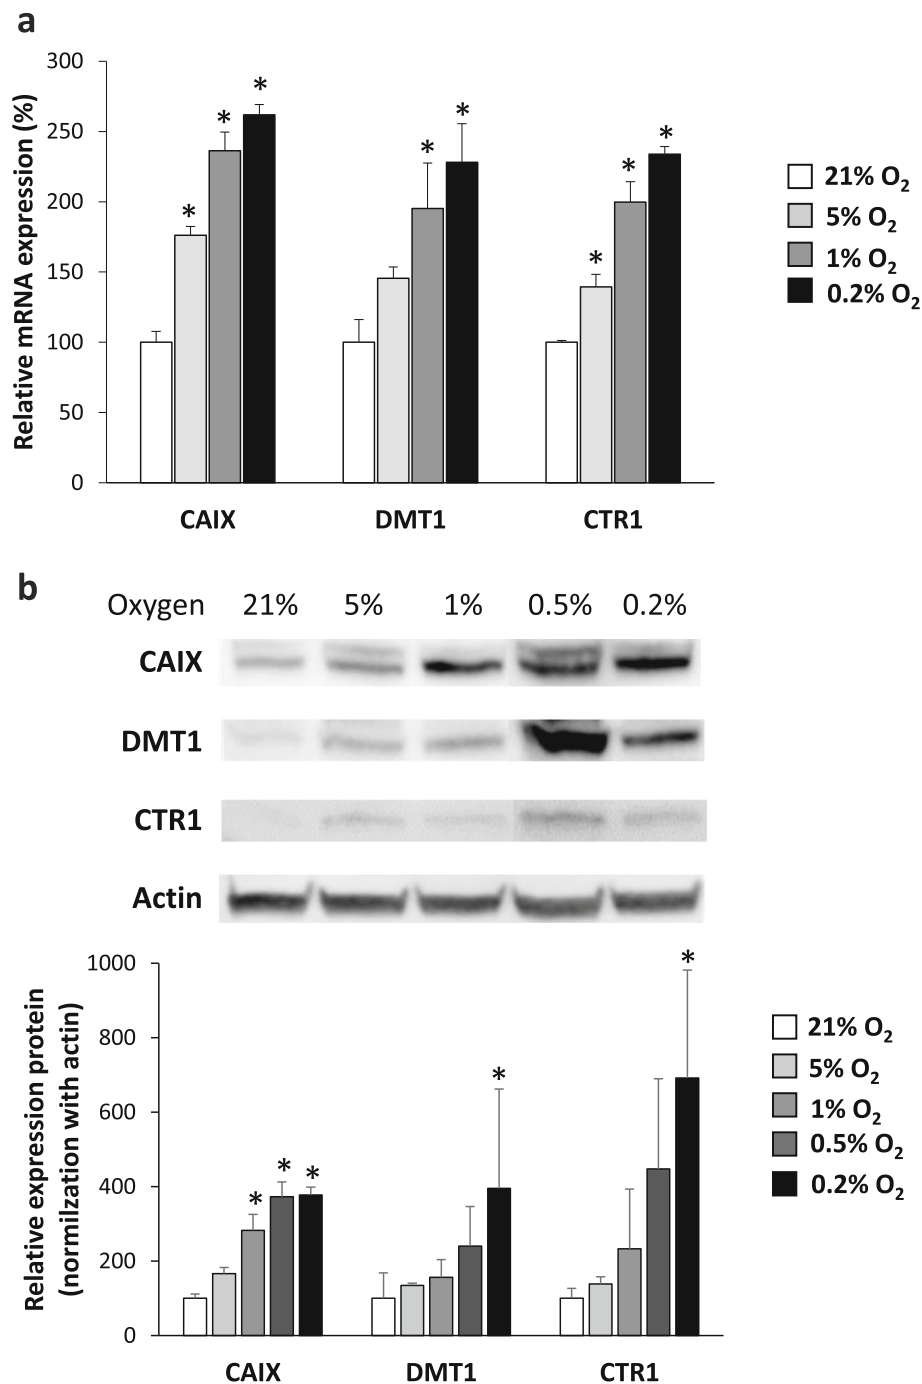 a
Relative mRNA expression (%)
300
250
200
150
100
50
0
*
*
*
*
*
*
*
*
CAIX
DMT1
CTR1
21% O₂
5% O₂
1% O₂
0.2% O₂
b
Oxygen 21% 5% 1% 0.5% 0.2%
CAIX
DMT1
CTR1
Actin
Relative expression protein
(normilzation with actin)
1000
800
600
400
200
0
*
*
*
*
*
CAIX
DMT1
CTR1
21% O₂
5% O₂
1% O₂
0.5% O₂
0.2% O₂